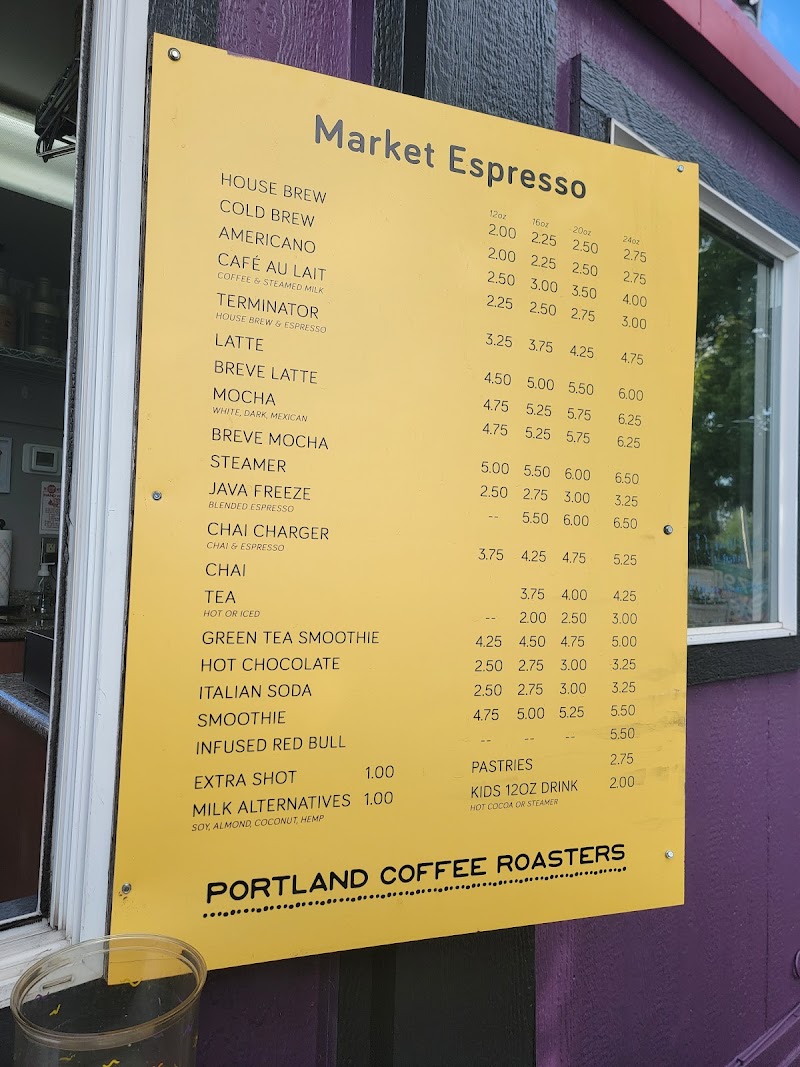 Market Espresso
12oz 16oz 20oz 24oz
HOUSE BREW 2.00 2.25 2.50 2.75
COLD BREW 2.00 2.25 2.50 2.75
AMERICANO 2.50 3.00 3.50 4.00
CAFÉ AU LAIT 2.25 2.50 2.75 3.00
COFFEE & STEAMED MILK
TERMINATOR 3.25 3.75 4.25 4.75
HOUSE BREW & ESPRESSO
LATTE 4.50 5.00 5.50 6.00
BREVE LATTE 4.75 5.25 5.75 6.25
MOCHA 4.75 5.25 5.75 6.25
WHITE, DARK, MEXICAN
BREVE MOCHA 5.00 5.50 6.00 6.50
STEAMER 2.50 2.75 3.00 3.25
JAVA FREEZE -- 5.50 6.00 6.50
BLENDED ESPRESSO
CHAI CHARGER 3.75 4.25 4.75 5.25
CHAI & ESPRESSO
CHAI 3.75 4.00 4.25
TEA -- 2.00 2.50 3.00
HOT OR ICED
GREEN TEA SMOOTHIE 4.25 4.50 4.75 5.00
HOT CHOCOLATE 2.50 2.75 3.00 3.25
ITALIAN SODA 2.50 2.75 3.00 3.25
SMOOTHIE 4.75 5.00 5.25 5.50
INFUSED RED BULL -- -- -- 5.50
EXTRA SHOT 1.00
MILK ALTERNATIVES 1.00
SOY, ALMOND, COCONUT, HEMP
PASTRIES 2.75
KIDS 12OZ DRINK 2.00
HOT COCOA OR STEAMER
PORTLAND COFFEE ROASTERS